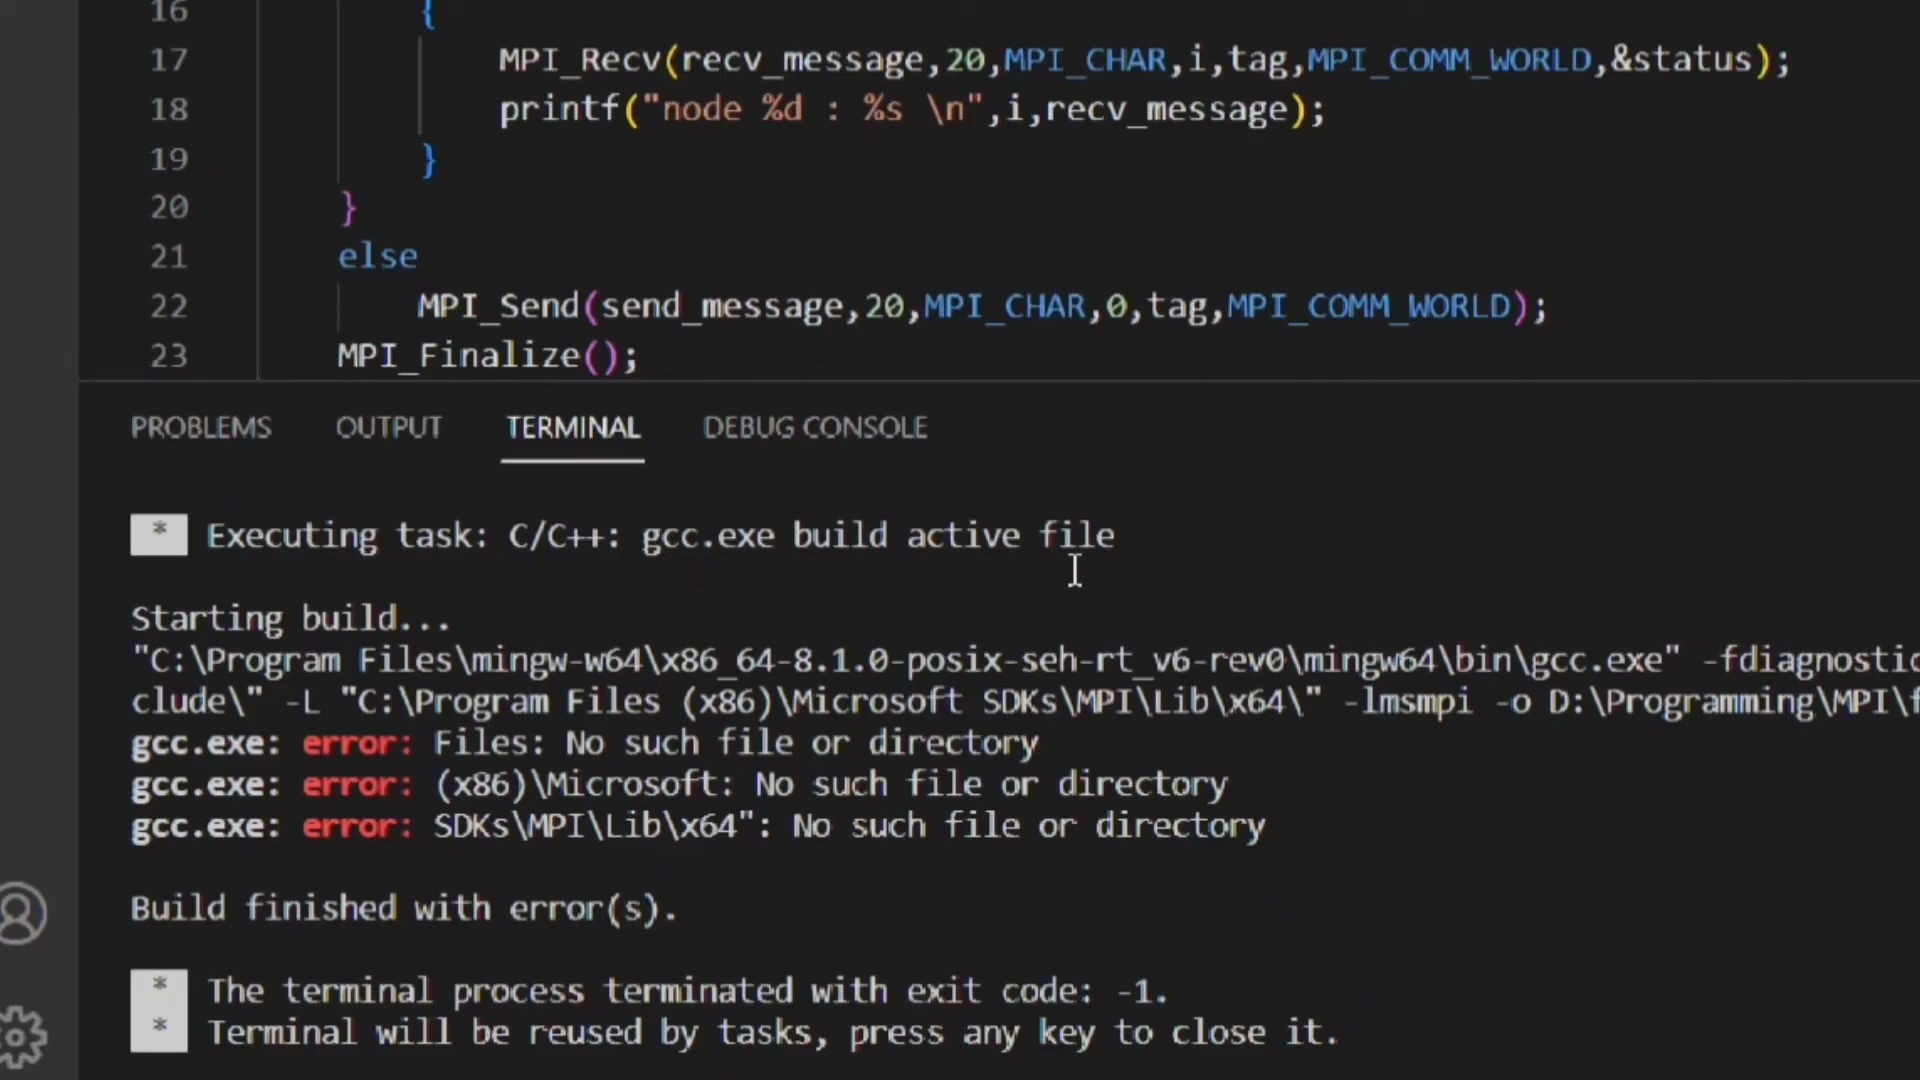 16 {
17 MPI_Recv(recv_message,20,MPI_CHAR,i,tag,MPI_COMM_WORLD,&status);
18 printf("node %d : %s \n",i,recv_message);
19 }
20 }
21 else
22 MPI_Send(send_message,20,MPI_CHAR,0,tag,MPI_COMM_WORLD);
23 MPI_Finalize();
PROBLEMS OUTPUT TERMINAL DEBUG CONSOLE
* Executing task: C/C++: gcc.exe build active file
Starting build...
"C:\Program Files\mingw-w64\x86_64-8.1.0-posix-seh-rt_v6-rev0\mingw64\bin\gcc.exe" -fdiagnostic
clude\" -L "C:\Program Files (x86)\Microsoft SDKs\MPI\Lib\x64\" -lmsmpi -o D:\Programming\MPI\f
gcc.exe: error: Files: No such file or directory
gcc.exe: error: (x86)\Microsoft: No such file or directory
gcc.exe: error: SDKs\MPI\Lib\x64": No such file or directory
Build finished with error(s).
* The terminal process terminated with exit code: -1.
* Terminal will be reused by tasks, press any key to close it.